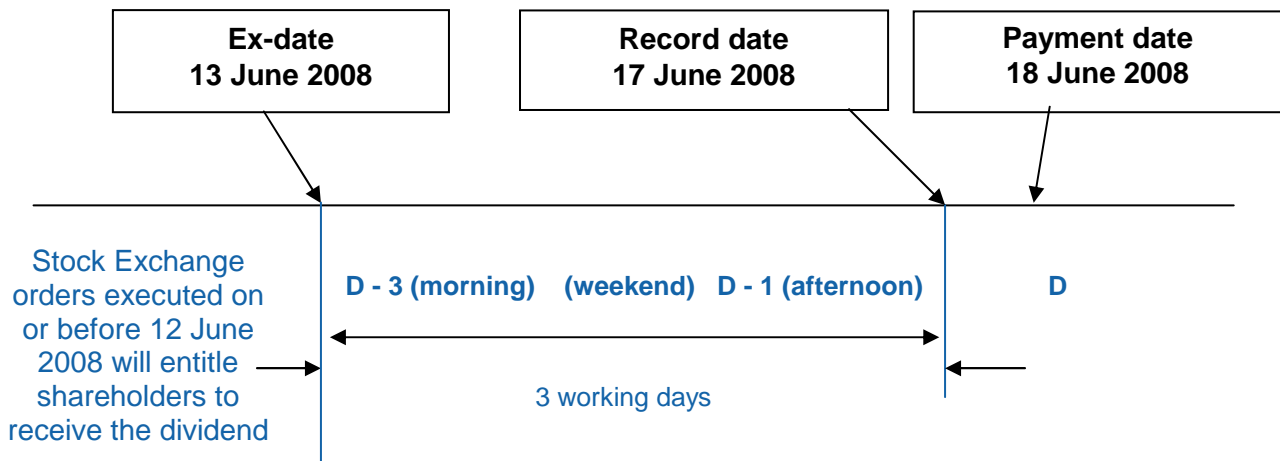 Ex-date
13 June 2008
Record date
17 June 2008
Payment date
18 June 2008
Stock Exchange
orders executed on
or before 12 June
2008 will entitle
shareholders to
receive the dividend
D - 3 (morning) (weekend) D - 1 (afternoon)
D
3 working days